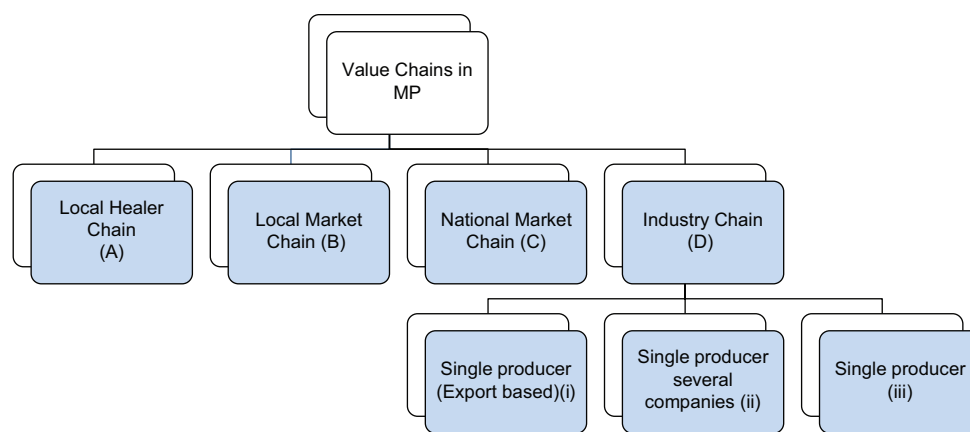 Value Chains in
MP
Local Healer
Chain
(A)
Local Market
Chain (B)
National Market
Chain (C)
Industry Chain
(D)
Single producer
(Export based)(i)
Single producer
several
companies (ii)
Single producer
(iii)